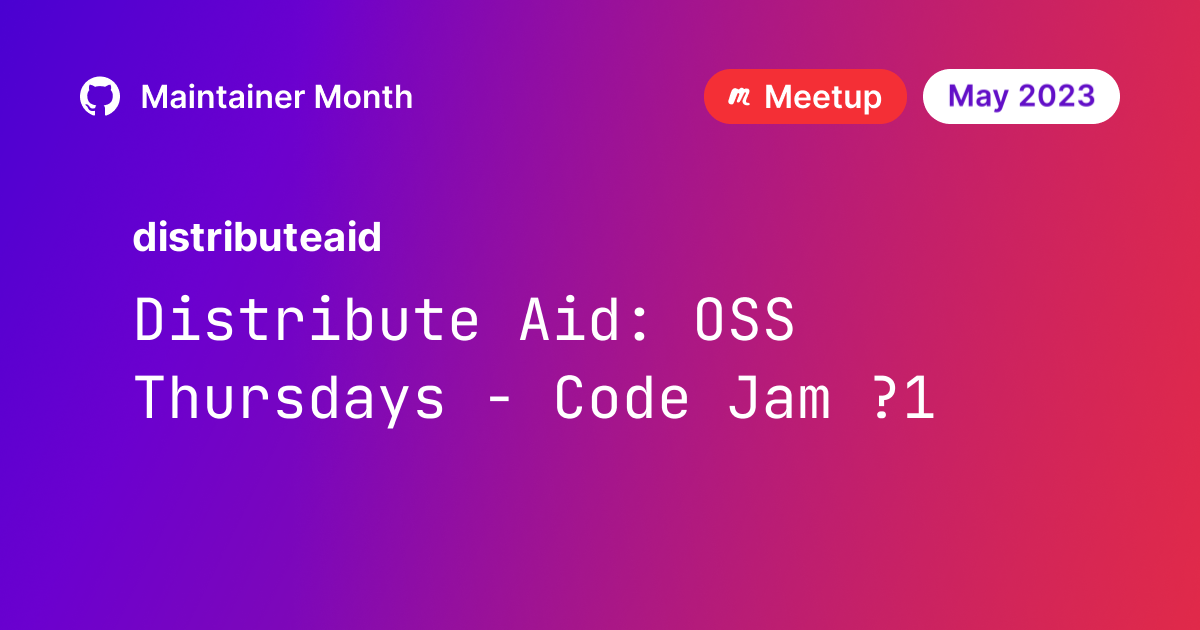 Maintainer Month
Meetup
May 2023
distributeaid
Distribute Aid: OSS
Thursdays - Code Jam ?1